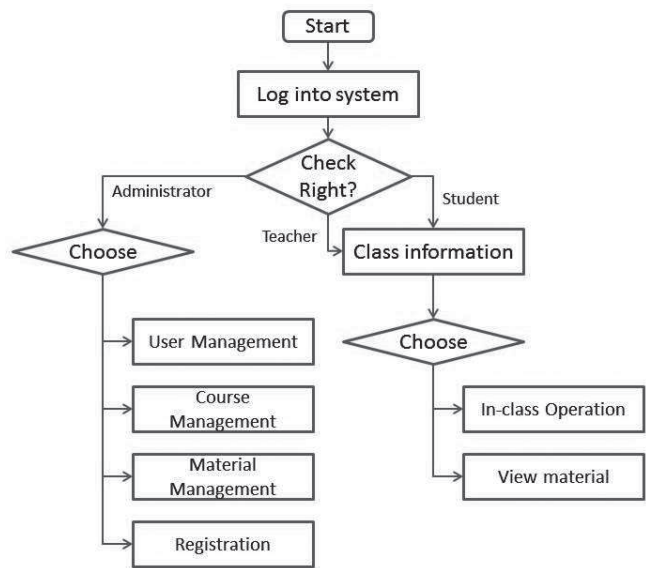 Start
Log into system
Check
Right?
Administrator
Student
Teacher
Choose
Class information
User Management
Choose
Course
Management
In-class Operation
Material
Management
View material
Registration